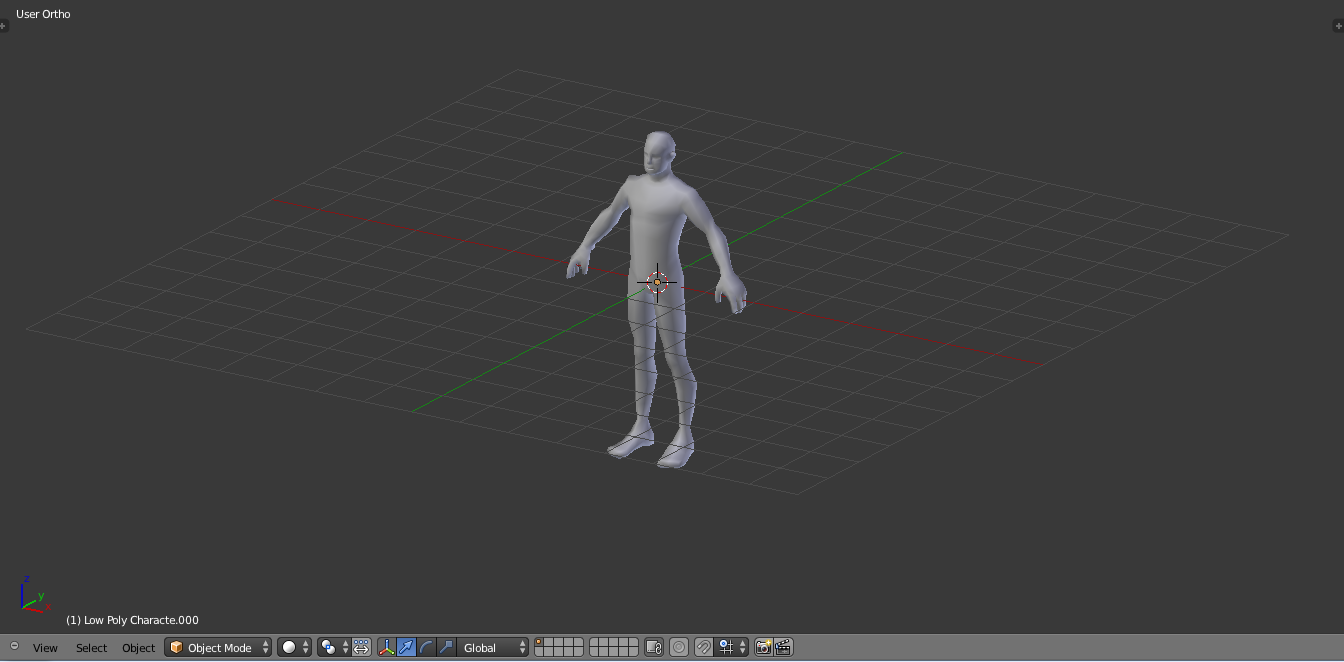 User Ortho
z
y
x
(1) Low Poly Characte.000
View Select Object Object Mode Global